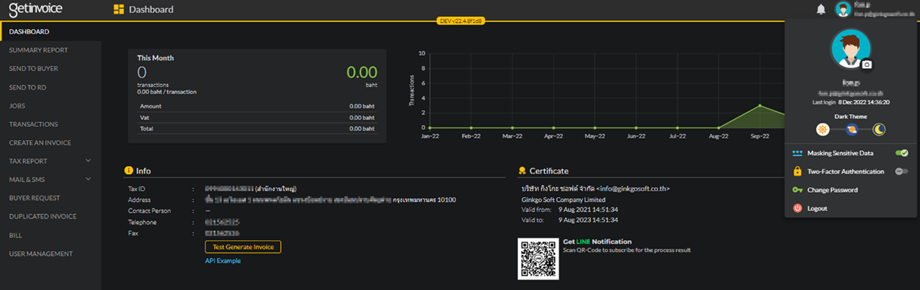 getinvoice
Dashboard
DEV v22.4.8f1d8
DASHBOARD
SUMMARY REPORT
SEND TO BUYER
SEND TO RD
JOBS
TRANSACTIONS
CREATE AN INVOICE
TAX REPORT
MAIL & SMS
BUYER REQUEST
DUPLICATED INVOICE
BILL
USER MANAGEMENT
This Month
0 0.00
transactions baht
0.00 baht / transaction
Amount 0.00 baht
Vat 0.00 baht
Total 0.00 baht
Transactions
10
8
6
4
2
0
Jan-22 Feb-22 Mar-22 Apr-22 May-22 Jun-22 Jul-22 Aug-22 Sep-22
Info
Tax ID : (สำนักงานใหญ่)
Address : กรุงเทพมหานคร 10100
Contact Person : —
Telephone :
Fax :
Test Generate Invoice
API Example
Certificate
บริษัท กิงโกะ ซอฟต์ จำกัด <info@ginkgosoft.co.th>
Ginkgo Soft Company Limited
Valid from: 9 Aug 2021 14:51:34
Valid to: 9 Aug 2023 14:51:34
Get LINE Notification
Scan QR-Code to subscribe for the process result
Last login 8 Dec 2022 14:36:20
Dark Theme
Masking Sensitive Data
Two-Factor Authentication
Change Password
Logout